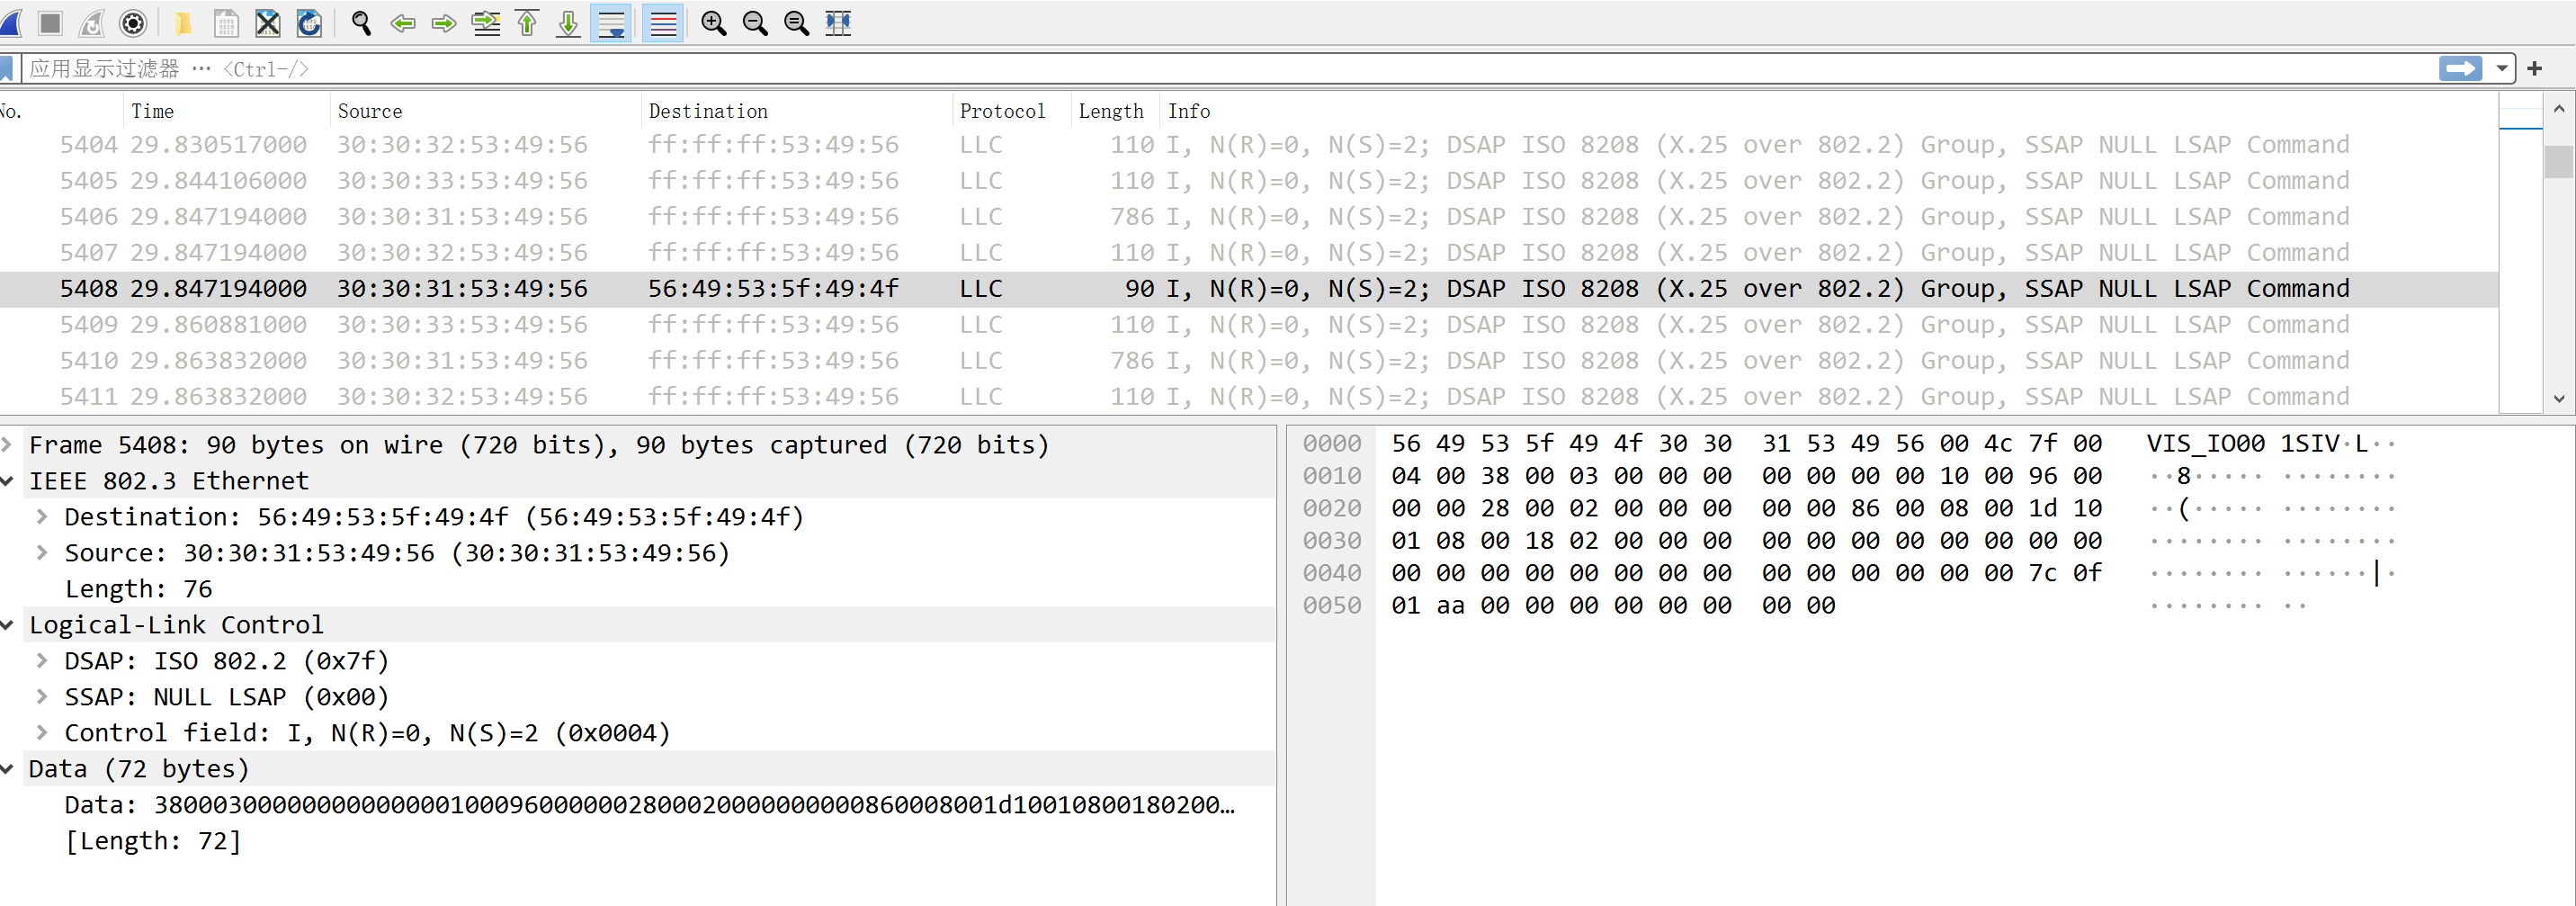 应用显示过滤器 … <Ctrl-/>
No. Time Source Destination Protocol Length Info
5404 29.830517000 30:30:32:53:49:56 ff:ff:ff:53:49:56 LLC 110 I, N(R)=0, N(S)=2; DSAP ISO 8208 (X.25 over 802.2) Group, SSAP NULL LSAP Command
5405 29.844106000 30:30:33:53:49:56 ff:ff:ff:53:49:56 LLC 110 I, N(R)=0, N(S)=2; DSAP ISO 8208 (X.25 over 802.2) Group, SSAP NULL LSAP Command
5406 29.847194000 30:30:31:53:49:56 ff:ff:ff:53:49:56 LLC 786 I, N(R)=0, N(S)=2; DSAP ISO 8208 (X.25 over 802.2) Group, SSAP NULL LSAP Command
5407 29.847194000 30:30:32:53:49:56 ff:ff:ff:53:49:56 LLC 110 I, N(R)=0, N(S)=2; DSAP ISO 8208 (X.25 over 802.2) Group, SSAP NULL LSAP Command
5408 29.847194000 30:30:31:53:49:56 56:49:53:5f:49:4f LLC 90 I, N(R)=0, N(S)=2; DSAP ISO 8208 (X.25 over 802.2) Group, SSAP NULL LSAP Command
5409 29.860881000 30:30:33:53:49:56 ff:ff:ff:53:49:56 LLC 110 I, N(R)=0, N(S)=2; DSAP ISO 8208 (X.25 over 802.2) Group, SSAP NULL LSAP Command
5410 29.863832000 30:30:31:53:49:56 ff:ff:ff:53:49:56 LLC 786 I, N(R)=0, N(S)=2; DSAP ISO 8208 (X.25 over 802.2) Group, SSAP NULL LSAP Command
5411 29.863832000 30:30:32:53:49:56 ff:ff:ff:53:49:56 LLC 110 I, N(R)=0, N(S)=2; DSAP ISO 8208 (X.25 over 802.2) Group, SSAP NULL LSAP Command
Frame 5408: 90 bytes on wire (720 bits), 90 bytes captured (720 bits)
IEEE 802.3 Ethernet
Destination: 56:49:53:5f:49:4f (56:49:53:5f:49:4f)
Source: 30:30:31:53:49:56 (30:30:31:53:49:56)
Length: 76
Logical-Link Control
DSAP: ISO 802.2 (0x7f)
SSAP: NULL LSAP (0x00)
Control field: I, N(R)=0, N(S)=2 (0x0004)
Data (72 bytes)
Data: 380003000000000000001000960000002800020000000000860008001d10010800180200…
[Length: 72]
0000 56 49 53 5f 49 4f 30 30 31 53 49 56 00 4c 7f 00 VIS_IO00 1SIV·L··
0010 04 00 38 00 03 00 00 00 00 00 00 00 10 00 96 00 ··8····· ········
0020 00 00 28 00 02 00 00 00 00 00 86 00 08 00 1d 10 ··(····· ········
0030 01 08 00 18 02 00 00 00 00 00 00 00 00 00 00 00 ········ ········
0040 00 00 00 00 00 00 00 00 00 00 00 00 00 00 7c 0f ········ ······|·
0050 01 aa 00 00 00 00 00 00 00 00 ········ ··